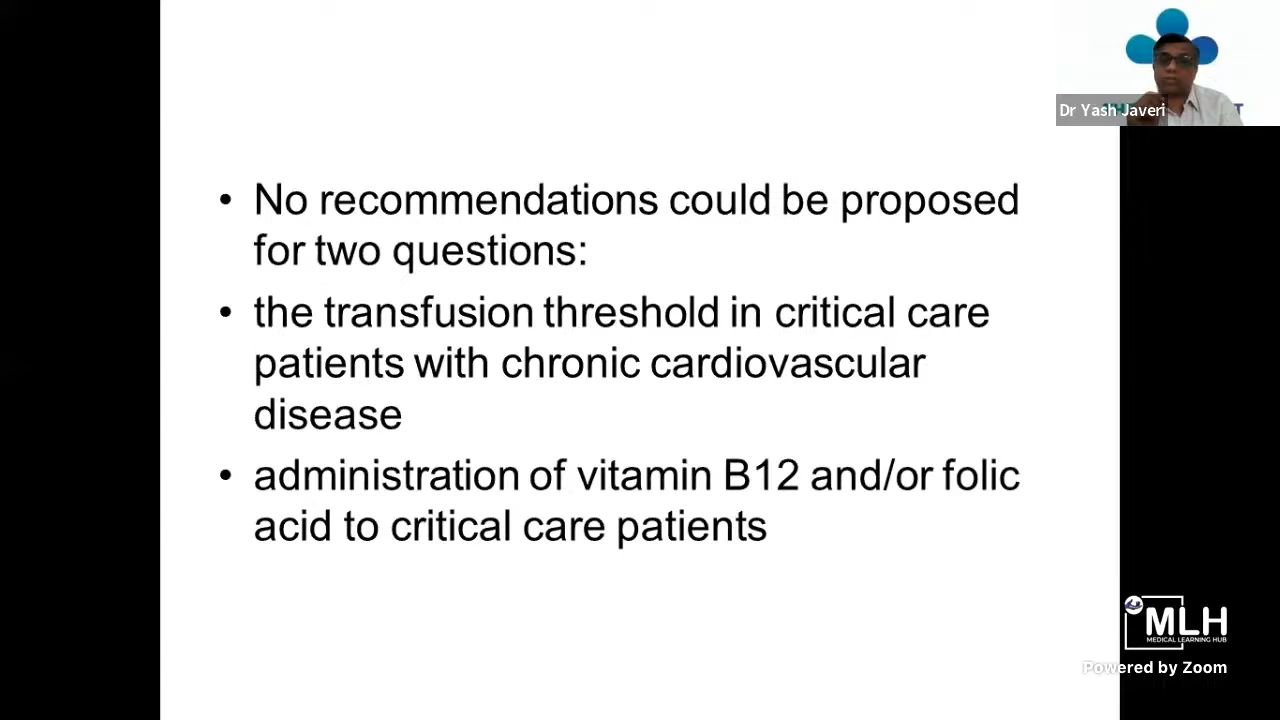 Dr Yash Javeri
• No recommendations could be proposed
for two questions:
• the transfusion threshold in critical care
patients with chronic cardiovascular
disease
• administration of vitamin B12 and/or folic
acid to critical care patients
MLH
MEDICAL LEARNING HUB
Powered by Zoom